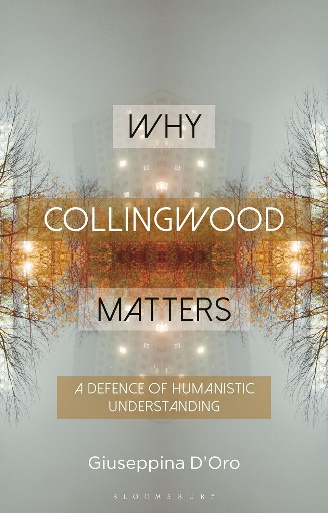 WHY
COLLINGWOOD
MATTERS
A DEFENCE OF HUMANISTIC
UNDERSTANDING
Giuseppina D'Oro
BLOOMSBURY